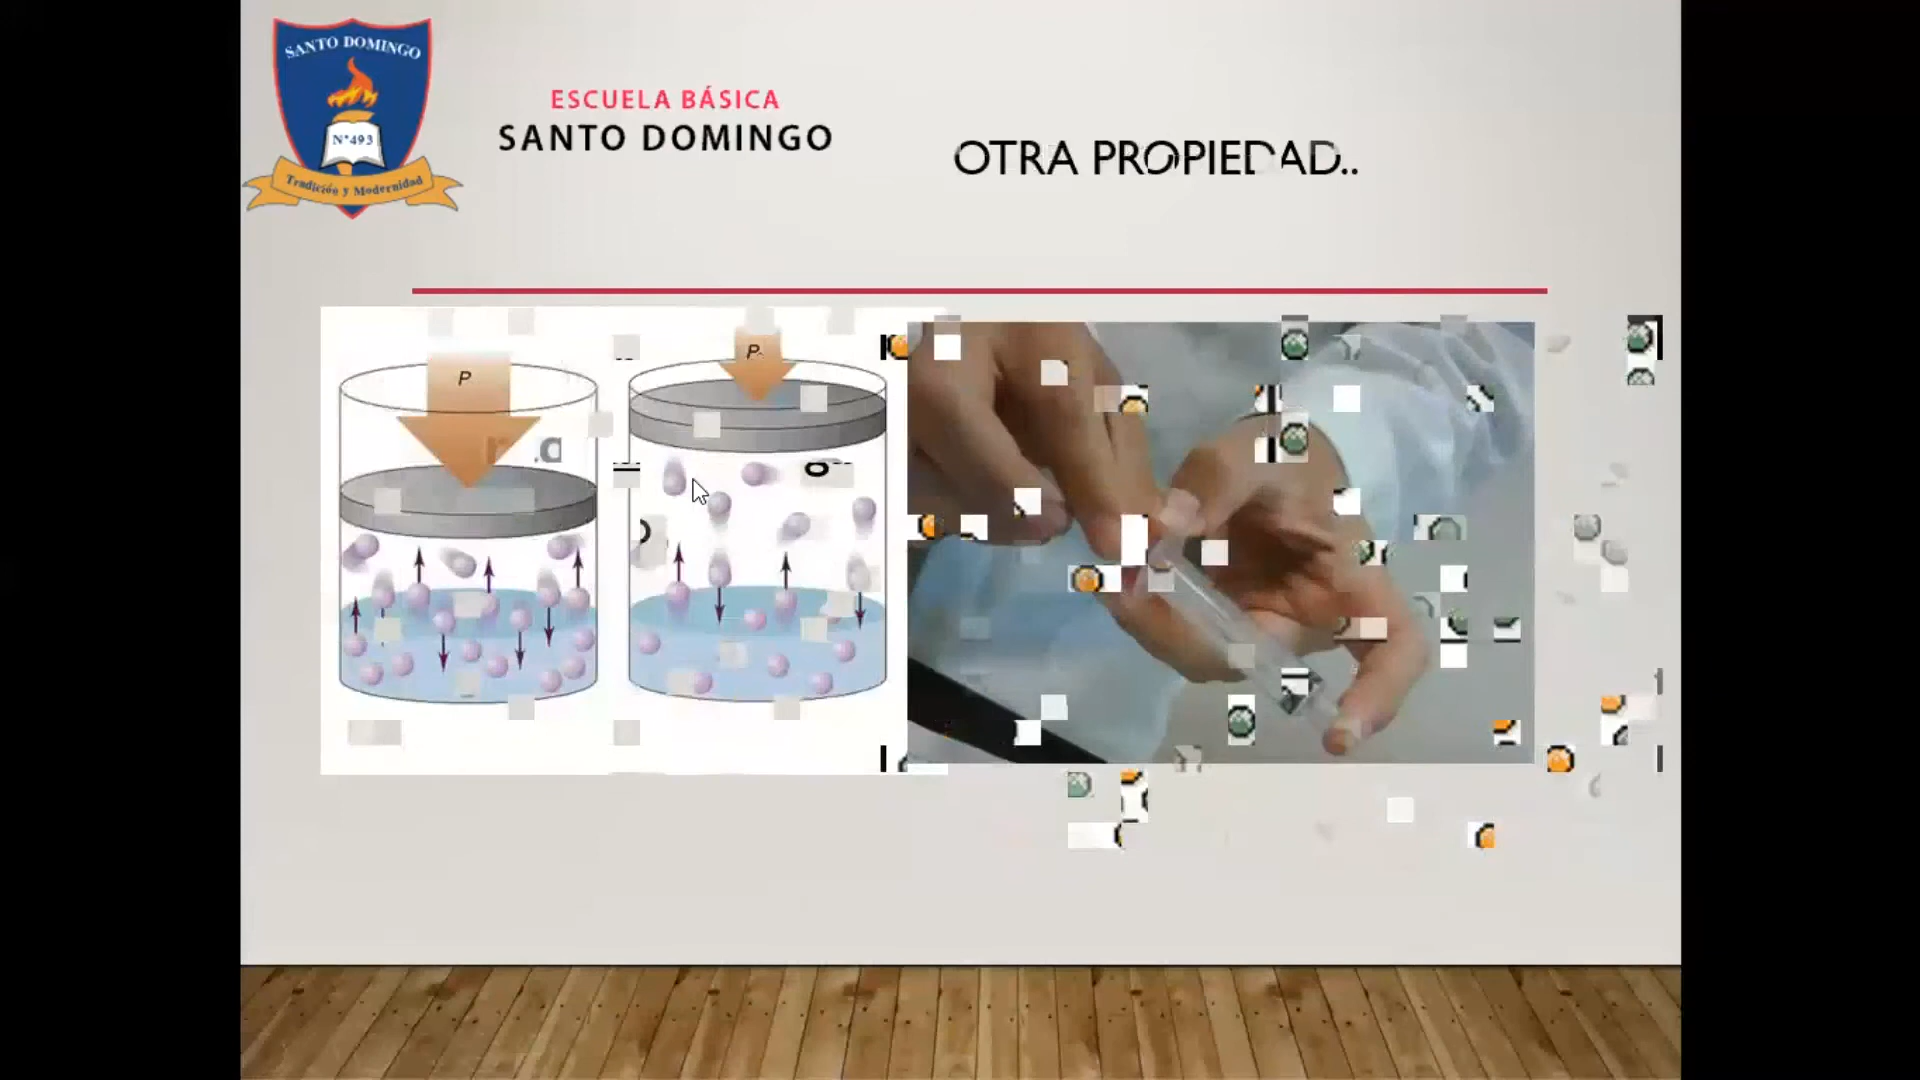 SANTO DOMINGO
N°493
Tradición y Modernidad
ESCUELA BÁSICA
SANTO DOMINGO
OTRA PROPIEDAD..
P
P